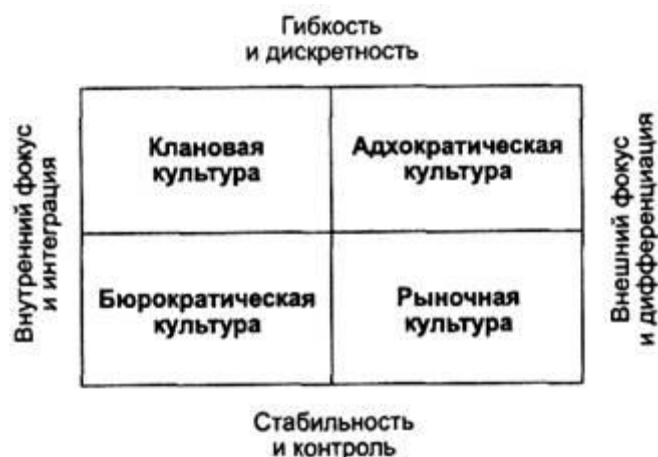 Гибкость
и дискретность
Внутренний фокус
и интеграция
Клановая
культура
Адхократическая
культура
Внешний фокус
и дифференциация
Бюрократическая
культура
Рыночная
культура
Стабильность
и контроль